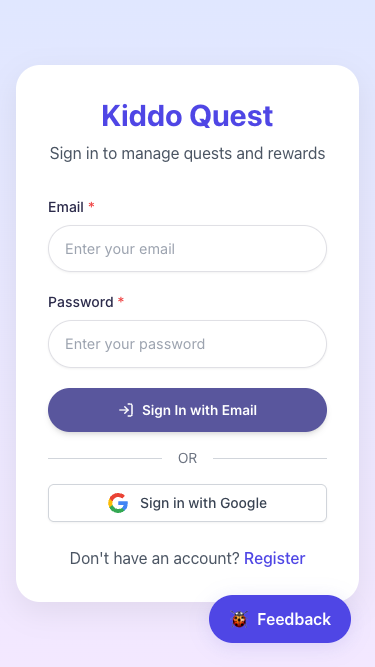 Kiddo Quest
Sign in to manage quests and rewards
Email *
Enter your email
Password *
Enter your password
Sign In with Email
OR
Sign in with Google
Don't have an account? Register
Feedback